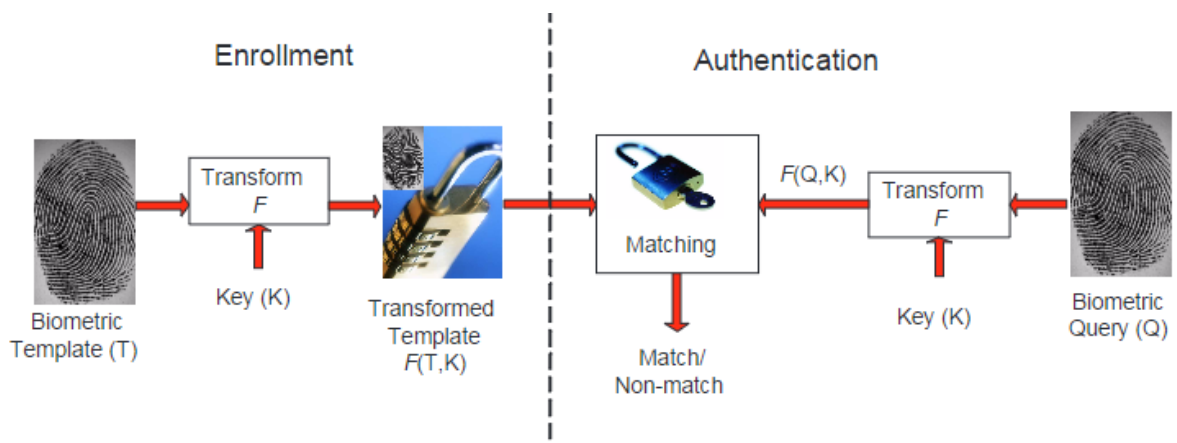 Enrollment
Authentication
Transform
F
Key (K)
Biometric
Template (T)
Transformed
Template
F(T,K)
Matching
Match/
Non-match
F(Q,K)
Transform
F
Key (K)
Biometric
Query (Q)